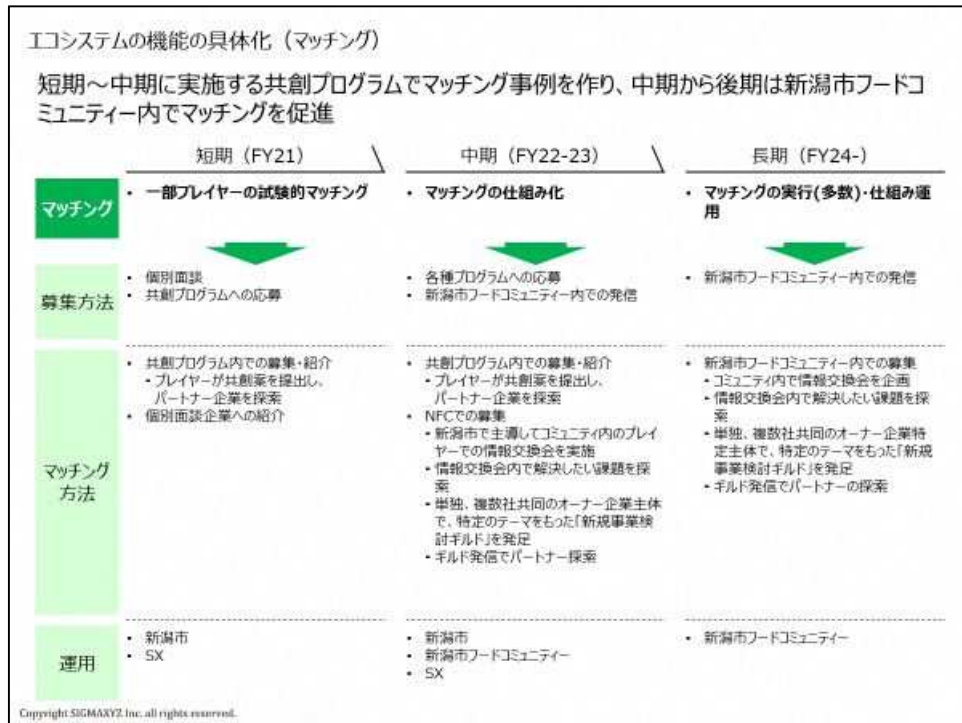 エコシステムの機能の具体化（マッチング）
短期～中期に実施する共創プログラムでマッチング事例を作り、中期から後期は新潟市フードコ
ミュニティー内でマッチングを促進
短期（FY21）
中期（FY22-23）
長期（FY24-）
マッチング
• 一部プレイヤーの試験的マッチング
• マッチングの仕組み化
• マッチングの実行(多数)・仕組み運
用
募集方法
• 個別面談
• 共創プログラムへの応募
• 各種プログラムへの応募
• 新潟市フードコミュニティー内での発信
• 新潟市フードコミュニティー内での発信
マッチング
方法
• 共創プログラム内での募集・紹介
• プレイヤーが共創案を提出し、
パートナー企業を探索
• 個別面談企業への紹介
• 共創プログラム内での募集・紹介
• プレイヤーが共創案を提出し、
パートナー企業を探索
• NFCでの募集
• 新潟市で主導してコミュニティ内のプレイ
ヤーでの情報交換会を実施
• 情報交換会内で解決したい課題を探
索
• 単独、複数社共同のオーナー企業主体
で、特定のテーマをもった「新規事業検
討ギルド」を発足
• ギルド発信でパートナー探索
• 新潟市フードコミュニティー内での募集
• コミュニティ内で情報交換会を企画
• 情報交換会内で解決したい課題を探
索
• 単独、複数社共同のオーナー企業特
定主体で、特定のテーマをもった「新規
事業検討ギルド」を発足
• ギルド発信でパートナーの探索
運用
• 新潟市
• SX
• 新潟市
• 新潟市フードコミュニティー
• SX
• 新潟市フードコミュニティー
Copyright SIGMAXYZ Inc. all rights reserved.